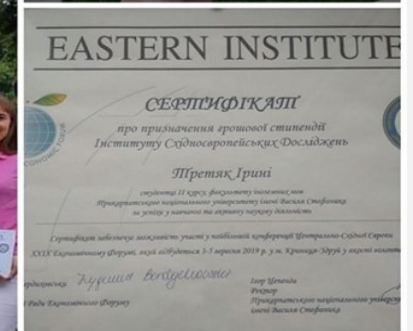 EASTERN INSTITUTE
ECONOMIC FORUM
СЕРТИФІКАТ
про призначення грошової стипендії
Інституту Східноєвропейських Досліджень
Третяк Ірині
студентці II курсу, факультету іноземних мов
Прикарпатського національного університету імені Василя Стефаника
за успіхи у навчанні та активну наукову діяльність
Сертифікат забезпечує можливість участі у найбільшій конференції Центрально-Східної Європи
XXIX Економічному Форумі, який відбудеться 3-5 вересня 2019 р. у м. Криниця-Здруй у якості
Ігор Цепенда
Ради Економічного Форуму
Ректор
Прикарпатського національного
імені Василя Стефаника